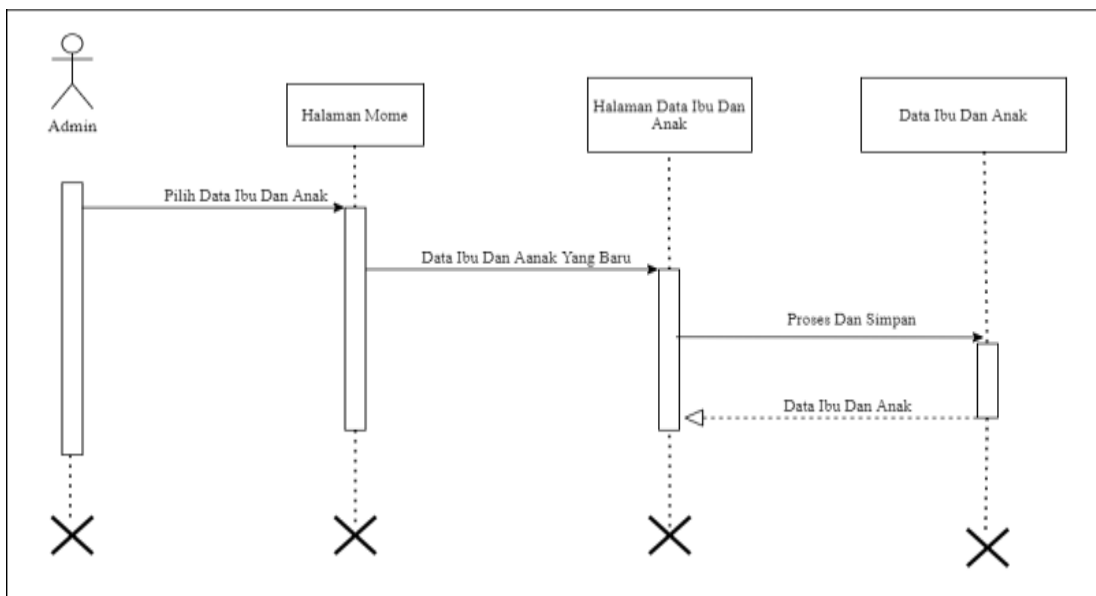 Admin
Halaman Mome
Halaman Data Ibu Dan
Anak
Data Ibu Dan Anak
Pilih Data Ibu Dan Anak
Data Ibu Dan Aanak Yang Baru
Proses Dan Simpan
Data Ibu Dan Anak